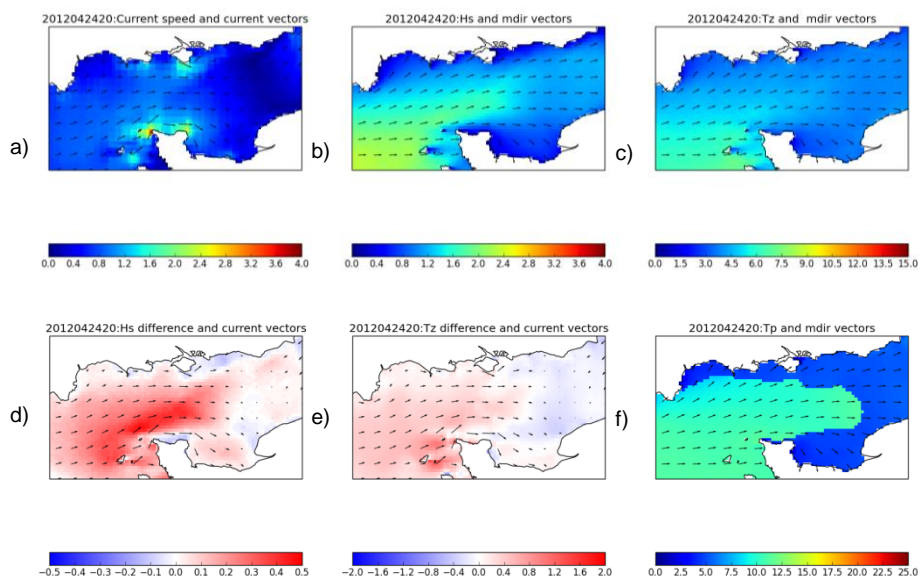 2012042420:Current speed and current vectors
2012042420:Hs and mdir vectors
2012042420:Tz and  mdir vectors
a)
b)
c)
0.0 0.4 0.8 1.2 1.6 2.0 2.4 2.8 3.2 3.6 4.0
0.0 0.4 0.8 1.2 1.6 2.0 2.4 2.8 3.2 3.6 4.0
0.0 1.5 3.0 4.5 6.0 7.5 9.0 10.5 12.0 13.5 15.0
2012042420:Hs difference and current vectors
2012042420:Tz difference and current vectors
2012042420:Tp and mdir vectors
d)
e)
f)
−0.5 −0.4 −0.3 −0.2 −0.1 0.0 0.1 0.2 0.3 0.4 0.5
−2.0 −1.6 −1.2 −0.8 −0.4 0.0 0.4 0.8 1.2 1.6 2.0
0.0 2.5 5.0 7.5 10.0 12.5 15.0 17.5 20.0 22.5 25.0